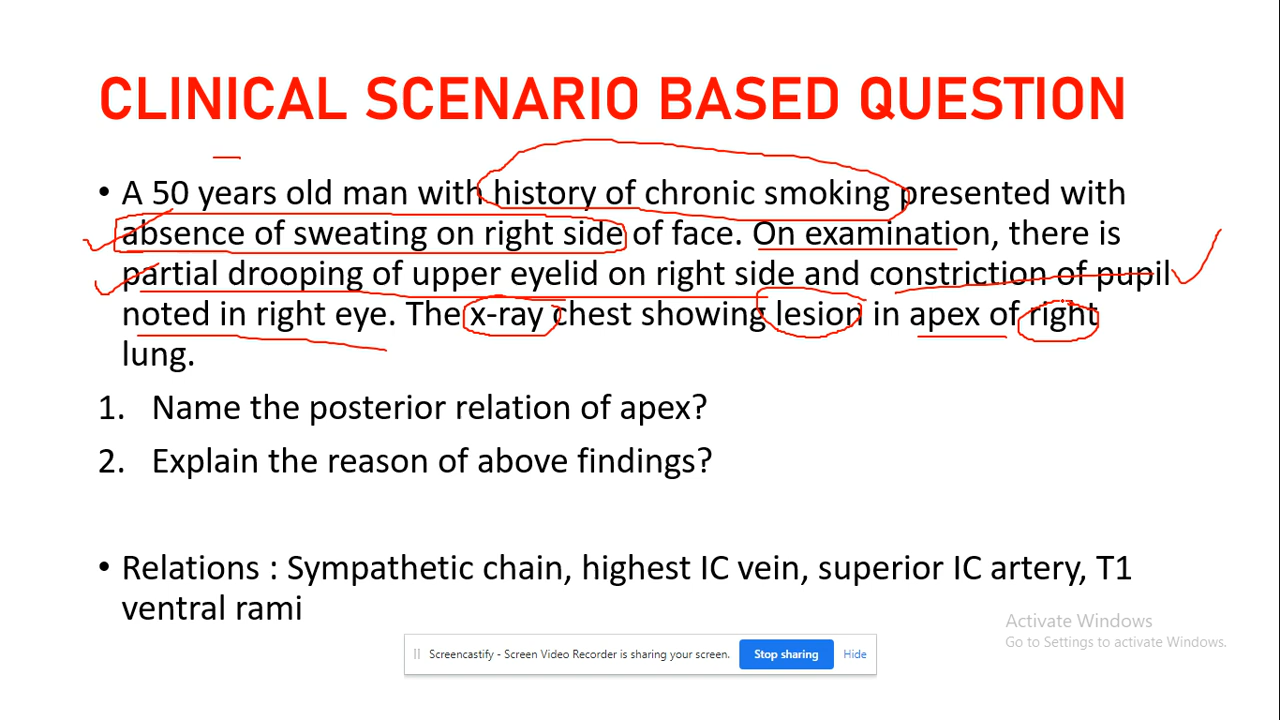 CLINICAL SCENARIO BASED QUESTION
• A 50 years old man with history of chronic smoking presented with
absence of sweating on right side of face. On examination, there is
partial drooping of upper eyelid on right side and constriction of pupil
noted in right eye. The x-ray chest showing lesion in apex of right
lung.
1. Name the posterior relation of apex?
2. Explain the reason of above findings?
• Relations : Sympathetic chain, highest IC vein, superior IC artery, T1
ventral rami
Activate Windows
Go to Settings to activate Windows.
Screencastify - Screen Video Recorder is sharing your screen. Stop sharing Hide